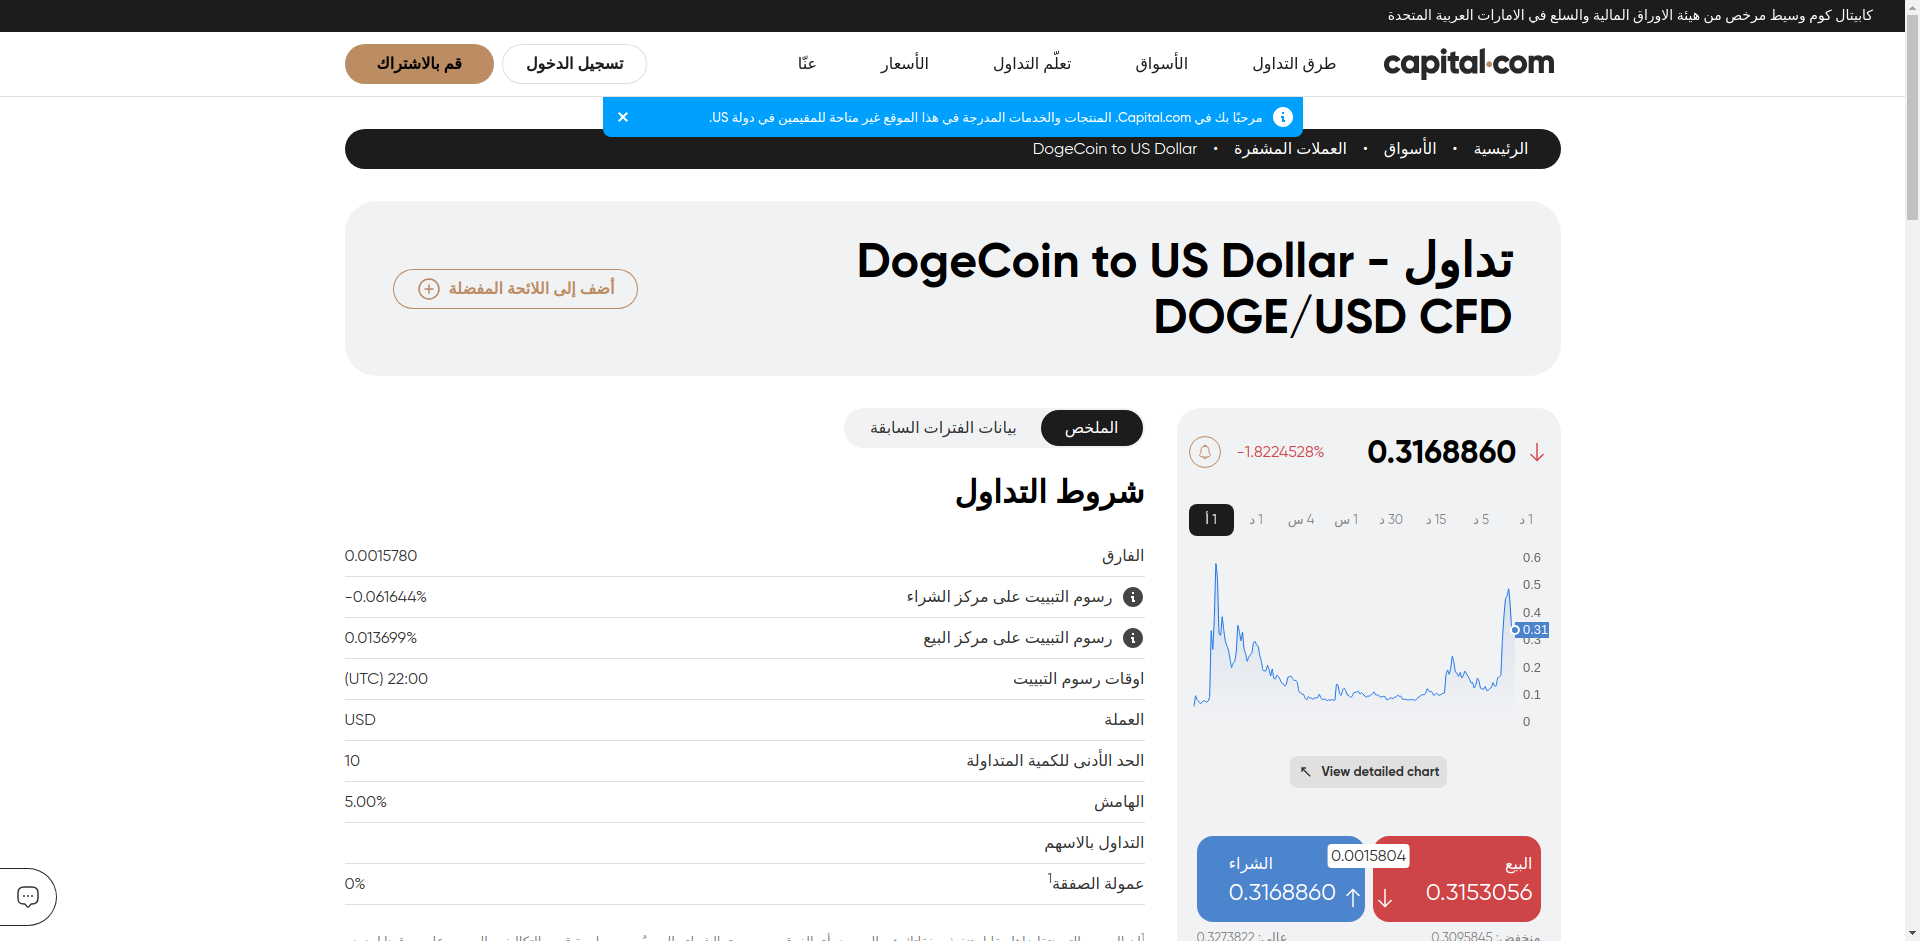 كابيتال كوم وسيط مرخص من هيئة الاوراق المالية والسلع في الامارات العربية المتحدة
capital.com
طرق التداول
الأسواق
تعلّم التداول
الأسعار
عنّا
تسجيل الدخول
قم بالاشتراك
مرحبًا بك في Capital.com. المنتجات والخدمات المدرجة في هذا الموقع غير متاحة للمقيمين في دولة US.
الرئيسية • الأسواق • العملات المشفرة • DogeCoin to US Dollar
تداول DogeCoin to US Dollar -
DOGE/USD CFD
أضف إلى اللائحة المفضلة
0.3168860
-1.8224528%
1 د
5 د
15 د
30 د
1 س
4 س
1 د
1 أ
0.6
0.5
0.4
0.31
0.3
0.2
0.1
0
View detailed chart
البيع
0.3153056
0.0015804
الشراء
0.3168860
منخفض: 0.3095845
عالي: 0.3273822
الملخص
بيانات الفترات السابقة
شروط التداول
الفارق 0.0015780
رسوم التبييت على مركز الشراء -0.061644%
رسوم التبييت على مركز البيع 0.013699%
اوقات رسوم التبييت 22:00 (UTC)
العملة USD
الحد الأدنى للكمية المتداولة 10
الهامش 5.00%
التداول بالاسهم
عمولة الصفقة1 0%